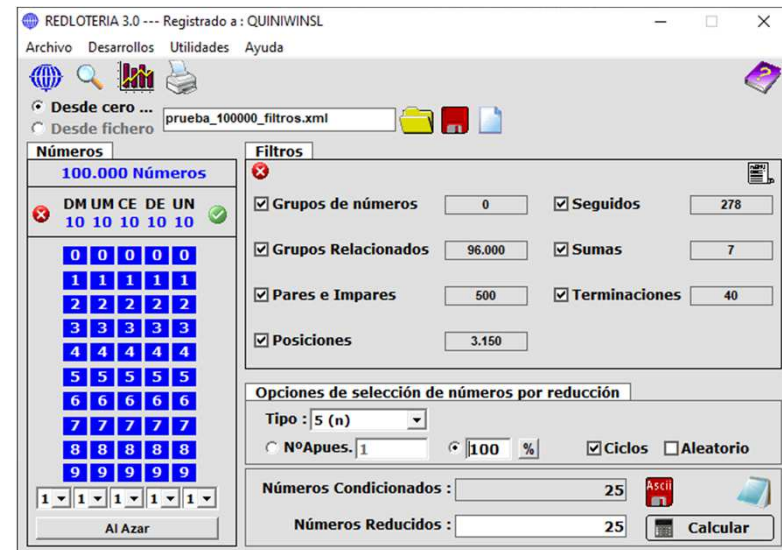 REDLOTERIA 3.0 --- Registrado a : QUINIWINSL
Archivo Desarrollos Utilidades Ayuda
Desde cero ...
Desde fichero
prueba_100000_filtros.xml
Números
100.000 Números
DM UM CE DE UN
10 10 10 10 10
0 0 0 0 0
1 1 1 1 1
2 2 2 2 2
3 3 3 3 3
4 4 4 4 4
5 5 5 5 5
6 6 6 6 6
7 7 7 7 7
8 8 8 8 8
9 9 9 9 9
1 1 1 1 1
Al Azar
Filtros
Grupos de números 0 Seguidos 278
Grupos Relacionados 96.000 Sumas 7
Pares e Impares 500 Terminaciones 40
Posiciones 3.150
Opciones de selección de números por reducción
Tipo : 5 (n)
NºApues. 1 100 % Ciclos Aleatorio
Números Condicionados : 25 Ascii
Números Reducidos : 25 Calcular